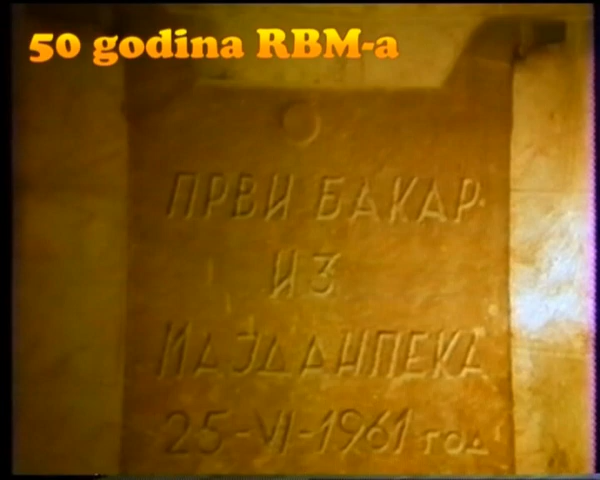 50 godina RBM-a
ПРВИ БАКАР
ИЗ
МАЈДАНПЕКА
25-VI-1961 год